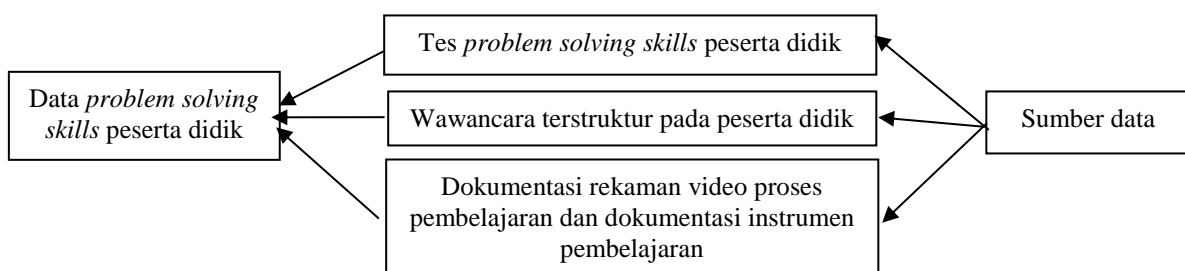 Data problem solving
skills peserta didik
Tes problem solving skills peserta didik
Wawancara terstruktur pada peserta didik
Dokumentasi rekaman video proses
pembelajaran dan dokumentasi instrumen
pembelajaran
Sumber data